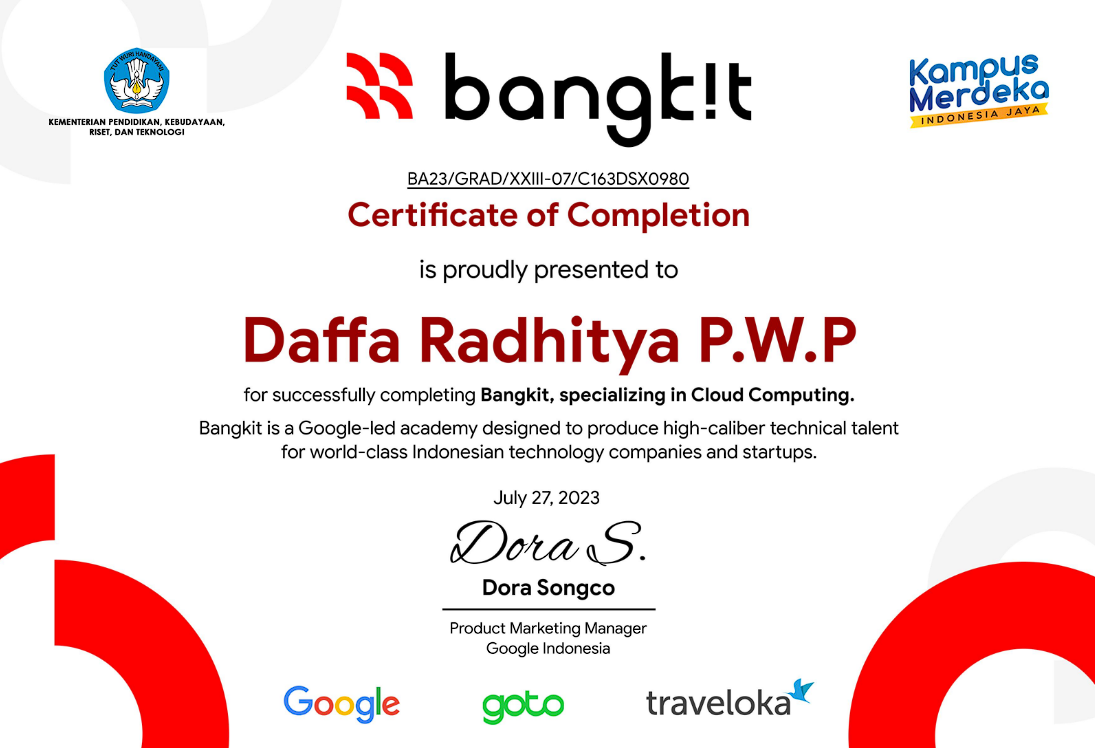 TUT WURI HANDAYANI
KEMENTERIAN PENDIDIKAN, KEBUDAYAAN,
RISET, DAN TEKNOLOGI
bangk!t
Kampus
Merdeka
INDONESIA JAYA
BA23/GRAD/XXIII-07/C163DSX0980
Certificate of Completion
is proudly presented to
Daffa Radhitya P.W.P
for successfully completing Bangkit, specializing in Cloud Computing.
Bangkit is a Google-led academy designed to produce high-caliber technical talent
for world-class Indonesian technology companies and startups.
July 27, 2023
Dora S.
Dora Songco
Product Marketing Manager
Google Indonesia
Google
goto
traveloka